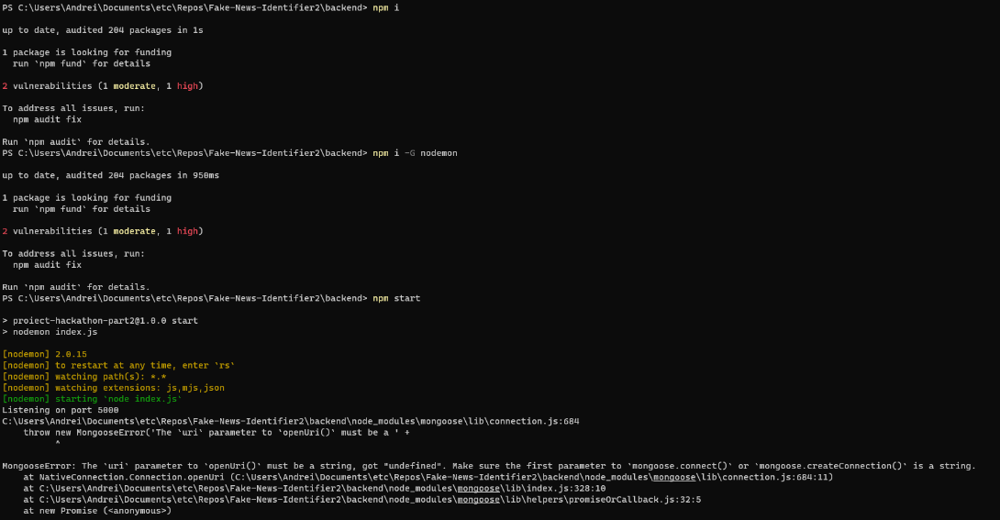 PS C:\Users\Andrei\Documents\etc\Repos\Fake-News-Identifier2\backend> npm i
up to date, audited 204 packages in 1s
1 package is looking for funding
  run `npm fund` for details
2 vulnerabilities (1 moderate, 1 high)
To address all issues, run:
  npm audit fix
Run `npm audit` for details.
PS C:\Users\Andrei\Documents\etc\Repos\Fake-News-Identifier2\backend> npm i -G nodemon
up to date, audited 204 packages in 950ms
1 package is looking for funding
  run `npm fund` for details
2 vulnerabilities (1 moderate, 1 high)
To address all issues, run:
  npm audit fix
Run `npm audit` for details.
PS C:\Users\Andrei\Documents\etc\Repos\Fake-News-Identifier2\backend> npm start
> proiect-hackathon-part2@1.0.0 start
> nodemon index.js
[nodemon] 2.0.15
[nodemon] to restart at any time, enter `rs`
[nodemon] watching path(s): *.*
[nodemon] watching extensions: js,mjs,json
[nodemon] starting `node index.js`
Listening on port 5000
C:\Users\Andrei\Documents\etc\Repos\Fake-News-Identifier2\backend\node_modules\mongoose\lib\connection.js:684
    throw new MongooseError('The `uri` parameter to `openUri()` must be a ' +
          ^
MongooseError: The `uri` parameter to `openUri()` must be a string, got "undefined". Make sure the first parameter to `mongoose.connect()` or `mongoose.createConnection()` is a string.
    at NativeConnection.Connection.openUri (C:\Users\Andrei\Documents\etc\Repos\Fake-News-Identifier2\backend\node_modules\mongoose\lib\connection.js:684:11)
    at C:\Users\Andrei\Documents\etc\Repos\Fake-News-Identifier2\backend\node_modules\mongoose\lib\index.js:328:10
    at C:\Users\Andrei\Documents\etc\Repos\Fake-News-Identifier2\backend\node_modules\mongoose\lib\helpers\promiseOrCallback.js:32:5
    at new Promise (<anonymous>)